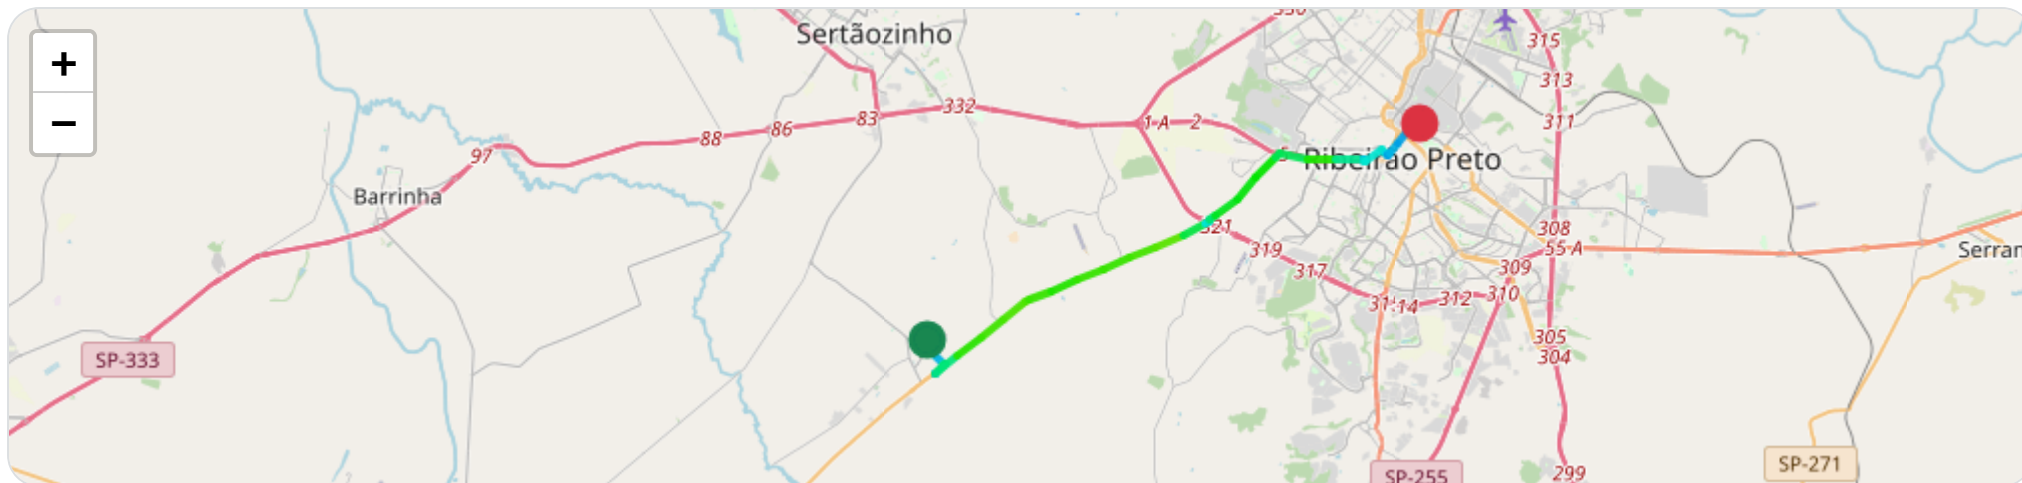 +
−
Sertãozinho
330
315
313
332
83
86
88
1-A
2
311
97
5
Ribeirão Preto
Barrinha
321
308
55-A
319
Serran
317
309
310
312
305
304
SP-333
SP-271
SP-255
299